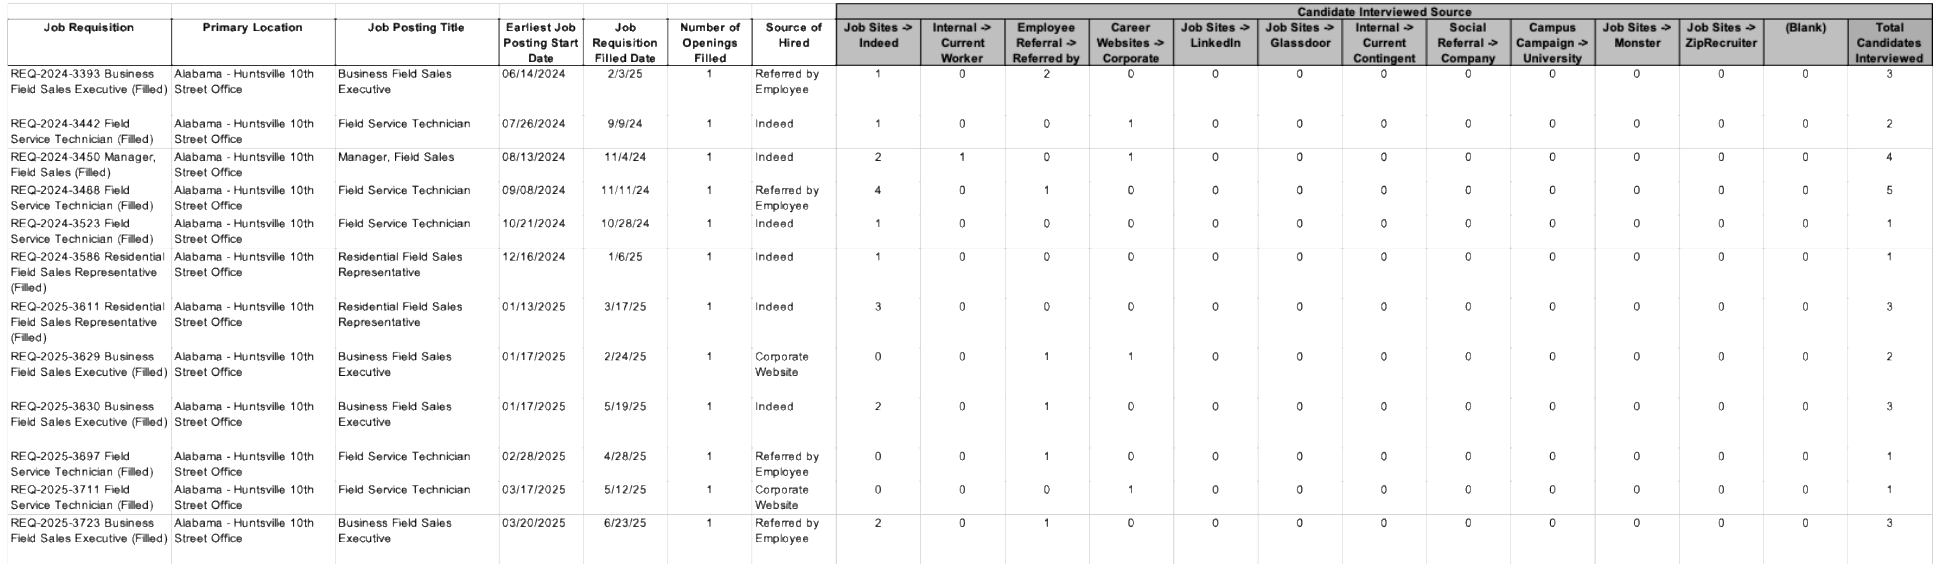 Candidate Interviewed Source
Job Requisition Primary Location Job Posting Title Earliest Job Posting Start Date Job Requisition Filled Date Number of Openings Filled Source of Hired Job Sites -> Indeed Internal -> Current Worker Employee Referral -> Referred by Career Websites -> Corporate Job Sites -> LinkedIn Job Sites -> Glassdoor Internal -> Current Contingent Social Referral -> Company Campus Campaign -> University Job Sites -> Monster Job Sites -> ZipRecruiter (Blank) Total Candidates Interviewed
REQ-2024-3393 Business Field Sales Executive (Filled) Alabama - Huntsville 10th Street Office Business Field Sales Executive 06/14/2024 2/3/25 1 Referred by Employee 1 0 2 0 0 0 0 0 0 0 0 0 3
REQ-2024-3442 Field Service Technician (Filled) Alabama - Huntsville 10th Street Office Field Service Technician 07/26/2024 9/9/24 1 Indeed 1 0 0 1 0 0 0 0 0 0 0 0 2
REQ-2024-3450 Manager, Field Sales (Filled) Alabama - Huntsville 10th Street Office Manager, Field Sales 08/13/2024 11/4/24 1 Indeed 2 1 0 1 0 0 0 0 0 0 0 0 4
REQ-2024-3468 Field Service Technician (Filled) Alabama - Huntsville 10th Street Office Field Service Technician 09/08/2024 11/11/24 1 Referred by Employee 4 0 1 0 0 0 0 0 0 0 0 0 5
REQ-2024-3523 Field Service Technician (Filled) Alabama - Huntsville 10th Street Office Field Service Technician 10/21/2024 10/28/24 1 Indeed 1 0 0 0 0 0 0 0 0 0 0 0 1
REQ-2024-3586 Residential Field Sales Representative (Filled) Alabama - Huntsville 10th Street Office Residential Field Sales Representative 12/16/2024 1/6/25 1 Indeed 1 0 0 0 0 0 0 0 0 0 0 0 1
REQ-2025-3611 Residential Field Sales Representative (Filled) Alabama - Huntsville 10th Street Office Residential Field Sales Representative 01/13/2025 3/17/25 1 Indeed 3 0 0 0 0 0 0 0 0 0 0 0 3
REQ-2025-3629 Business Field Sales Executive (Filled) Alabama - Huntsville 10th Street Office Business Field Sales Executive 01/17/2025 2/24/25 1 Corporate Website 0 0 1 1 0 0 0 0 0 0 0 0 2
REQ-2025-3630 Business Field Sales Executive (Filled) Alabama - Huntsville 10th Street Office Business Field Sales Executive 01/17/2025 5/19/25 1 Indeed 2 0 1 0 0 0 0 0 0 0 0 0 3
REQ-2025-3697 Field Service Technician (Filled) Alabama - Huntsville 10th Street Office Field Service Technician 02/28/2025 4/28/25 1 Referred by Employee 0 0 1 0 0 0 0 0 0 0 0 0 1
REQ-2025-3711 Field Service Technician (Filled) Alabama - Huntsville 10th Street Office Field Service Technician 03/17/2025 5/12/25 1 Corporate Website 0 0 0 1 0 0 0 0 0 0 0 0 1
REQ-2025-3723 Business Field Sales Executive (Filled) Alabama - Huntsville 10th Street Office Business Field Sales Executive 03/20/2025 6/23/25 1 Referred by Employee 2 0 1 0 0 0 0 0 0 0 0 0 3